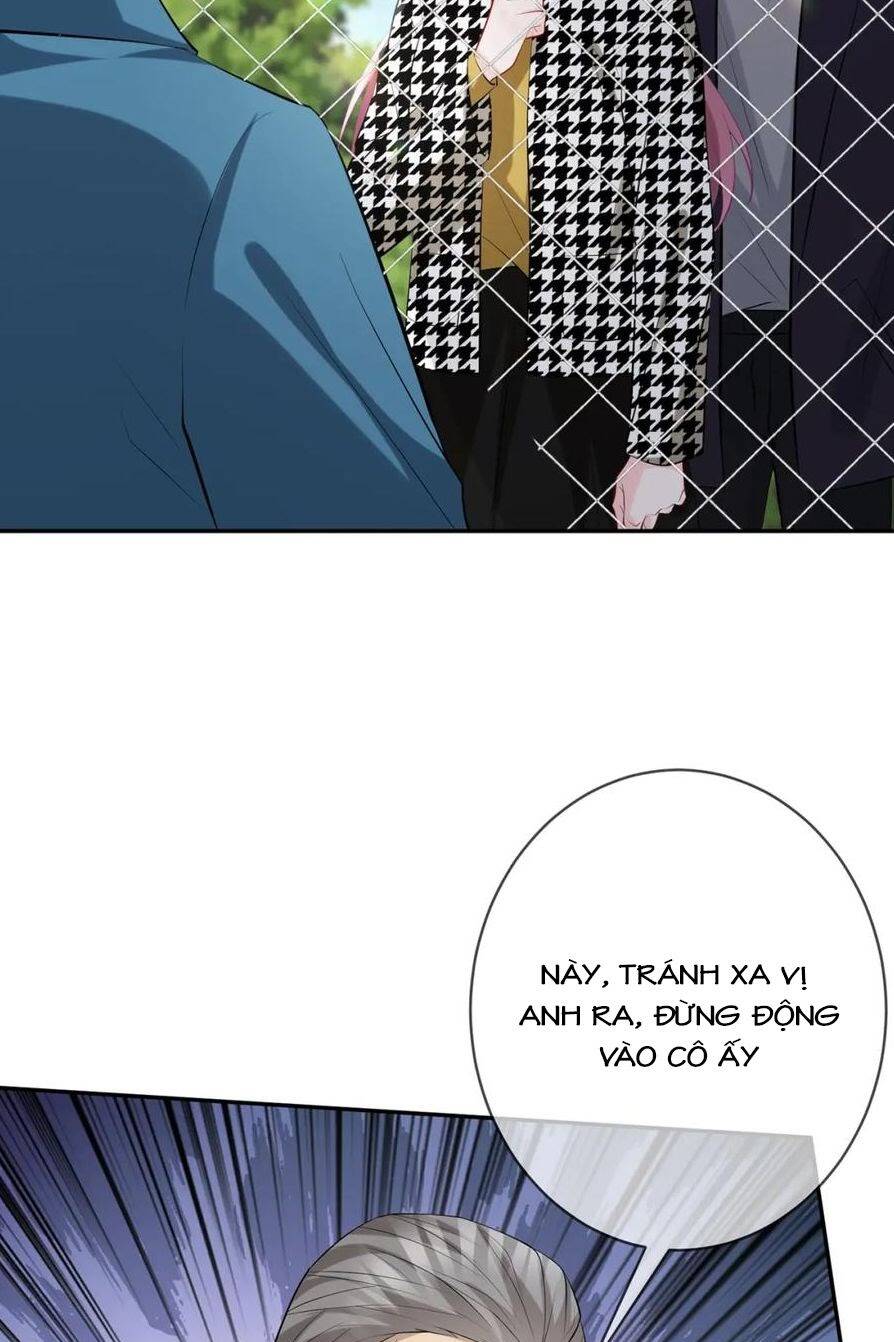 NÀY, TRÁNH XA VỊ
ANH RA, ĐỪNG ĐỘNG
VÀO CÔ ẤY